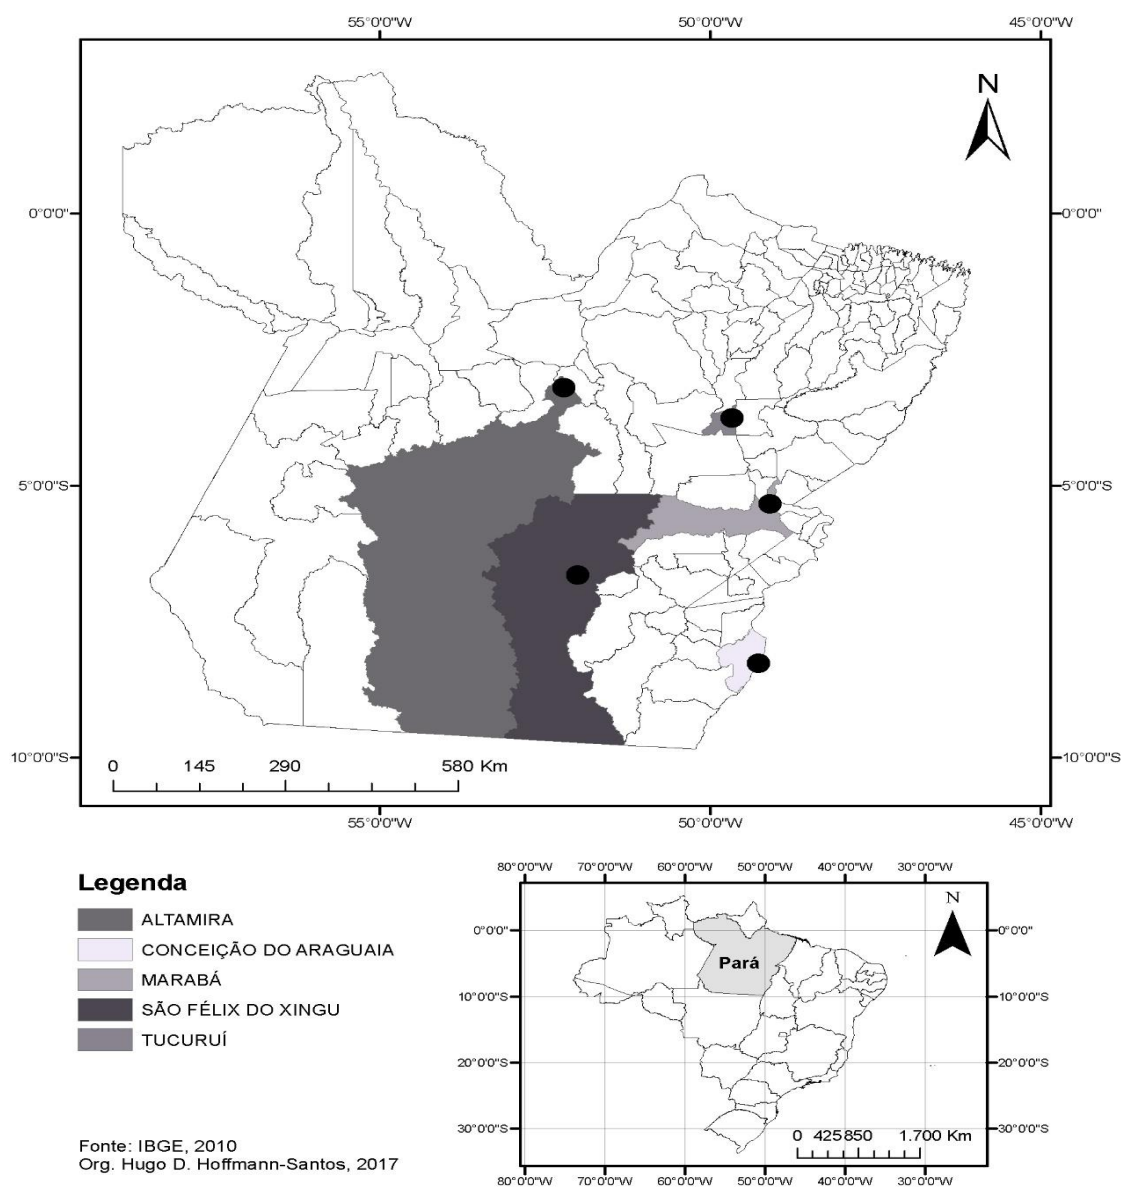 55°0'0"W 50°0'0"W 45°0'0"W
N
0°0'0" 0°0'0"
5°0'0"S 5°0'0"S
10°0'0"S 10°0'0"S
0 145 290 580 Km
55°0'0"W 50°0'0"W 45°0'0"W
Legenda
ALTAMIRA
CONCEIÇÃO DO ARAGUAIA
MARABÁ
SÃO FÉLIX DO XINGU
TUCURUÍ
Fonte: IBGE, 2010
Org. Hugo D. Hoffmann-Santos, 2017
80°0'0"W 70°0'0"W 60°0'0"W 50°0'0"W 40°0'0"W 30°0'0"W
N
0°0'0" 0°0'0"
Pará
10°0'0"S 10°0'0"S
20°0'0"S 20°0'0"S
30°0'0"S 30°0'0"S
0 425850 1.700 Km
80°0'0"W 70°0'0"W 60°0'0"W 50°0'0"W 40°0'0"W 30°0'0"W